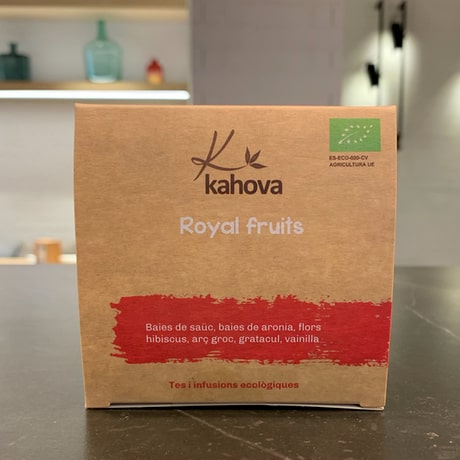 K
kahova
ES-ECO-020-CV
AGRICULTURA UE
Royal fruits
Baies de saüc, baies de aronia, flors
hibiscus, arç groc, gratacul, vainilla
Tes i infusions ecològiques